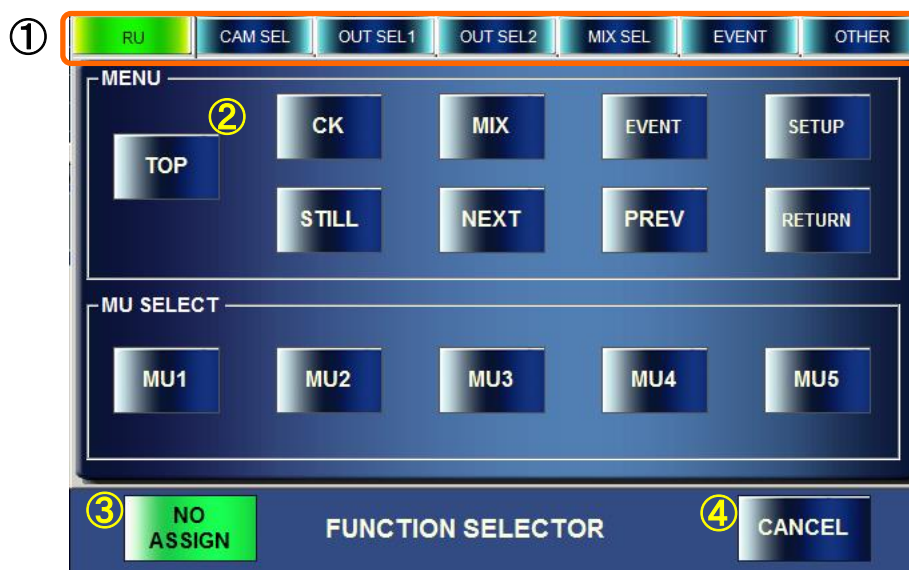 ① RU CAM SEL OUT SEL1 OUT SEL2 MIX SEL EVENT OTHER
MENU
②
TOP CK MIX EVENT SETUP
STILL NEXT PREV RETURN
MU SELECT
MU1 MU2 MU3 MU4 MU5
③ NO ASSIGN FUNCTION SELECTOR ④ CANCEL